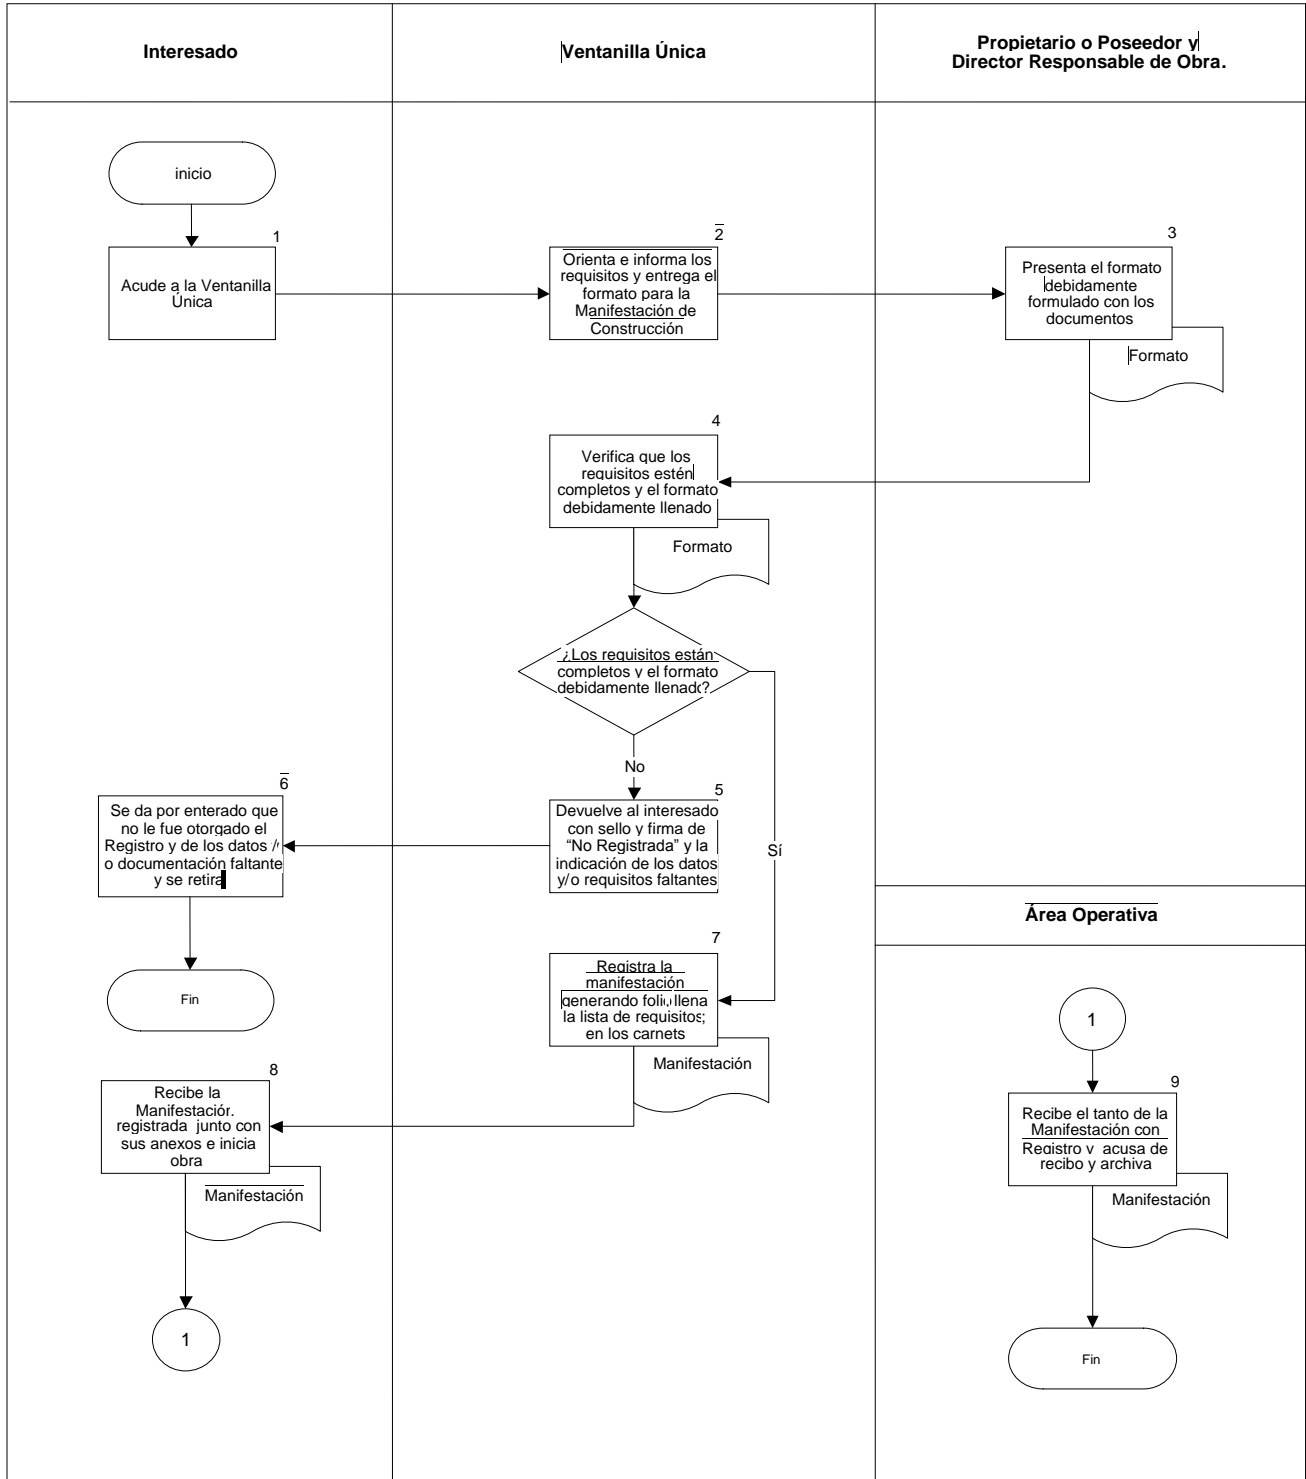 Interesado
Ventanilla Única
Propietario o Poseedor y
Director Responsable de Obra.
inicio
1
Acude a la Ventanilla
Única
2
Orienta e informa los
requisitos y entrega el
formato para la
Manifestación de
Construcción
3
Presenta el formato
debidamente
formulado con los
documentos
Formato
4
Verifica que los
requisitos estén
completos y el formato
debidamente llenado
Formato
¿Los requisitos están
completos y el formato
debidamente llenado?
No
Sí
5
Devuelve al interesado
con sello y firma de
“No Registrada” y la
indicación de los datos
y/o requisitos faltantes
6
Se da por enterado que
no le fue otorgado el
Registro y de los datos /
o documentación faltante
y se retira
Fin
7
Registra la
manifestación
generando folio, llena
la lista de requisitos;
en los carnets
Manifestación
8
Recibe la
Manifestación.
registrada junto con
sus anexos e inicia
obra
Manifestación
1
Área Operativa
1
9
Recibe el tanto de la
Manifestación con
Registro y acusa de
recibo y archiva
Manifestación
Fin